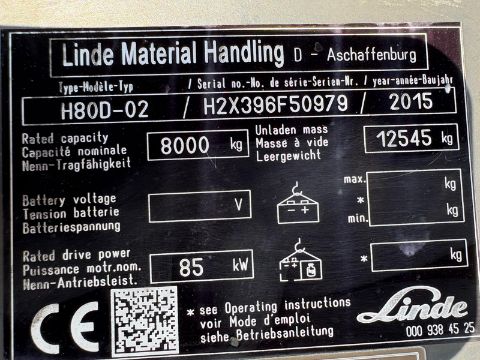 Linde Material Handling D - Aschaffenburg
Type-Modèle-Typ / Serial no.-No. de série-Serien-Nr. / year-année-Baujahr
H80D-02 / H2X396F50979 / 2015
Rated capacity
Capacité nominale
Nenn-Tragfähigkeit
8000 kg
Unladen mass
Masse à vide
Leergewicht
12545 kg
Battery voltage
Tension batterie
Batteriespannung
V
- +
max. kg
*
min. kg
Rated drive power
Puissance motr.nom.
Nenn-Antriebsleist.
85 kW
* kg
CE
* see Operating instructions
voir Mode d'emploi
siehe Betriebsanleitung
Linde
000 938 45 25